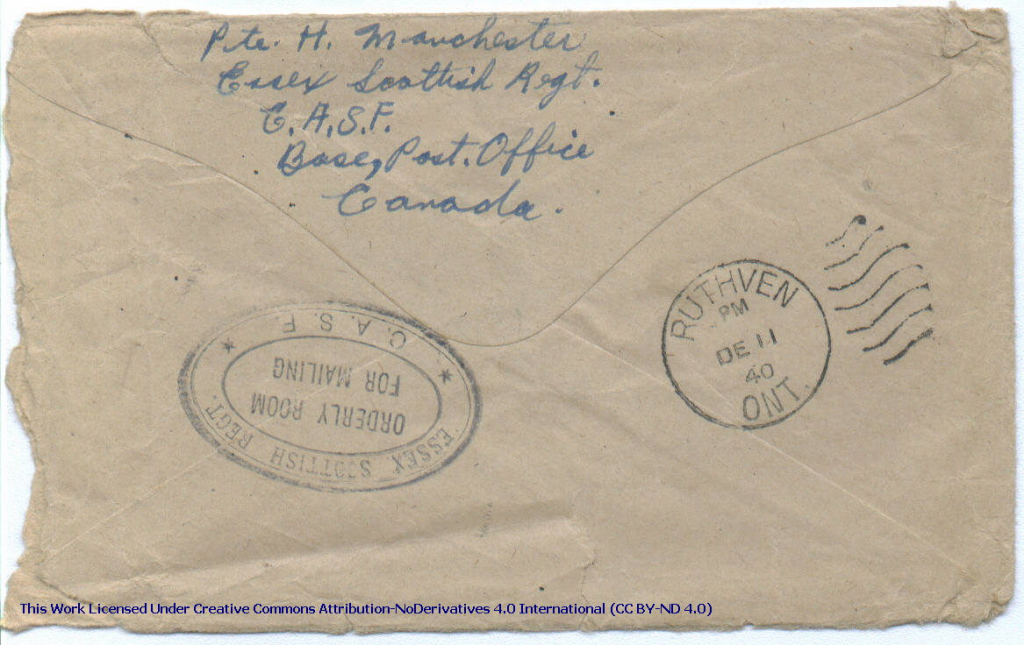 Pte. H. Manchester
Essex Scottish Regt.
C.A.S.F.
Base, Post. Office
Canada.
RUTHVEN
PM
DE 11
40
ONT.
ESSEX SCOTTISH REGT.
ORDERLY ROOM
FOR MAILING
* C. A. S. F. *
This Work Licensed Under Creative Commons Attribution-NoDerivatives 4.0 International (CC BY-ND 4.0)